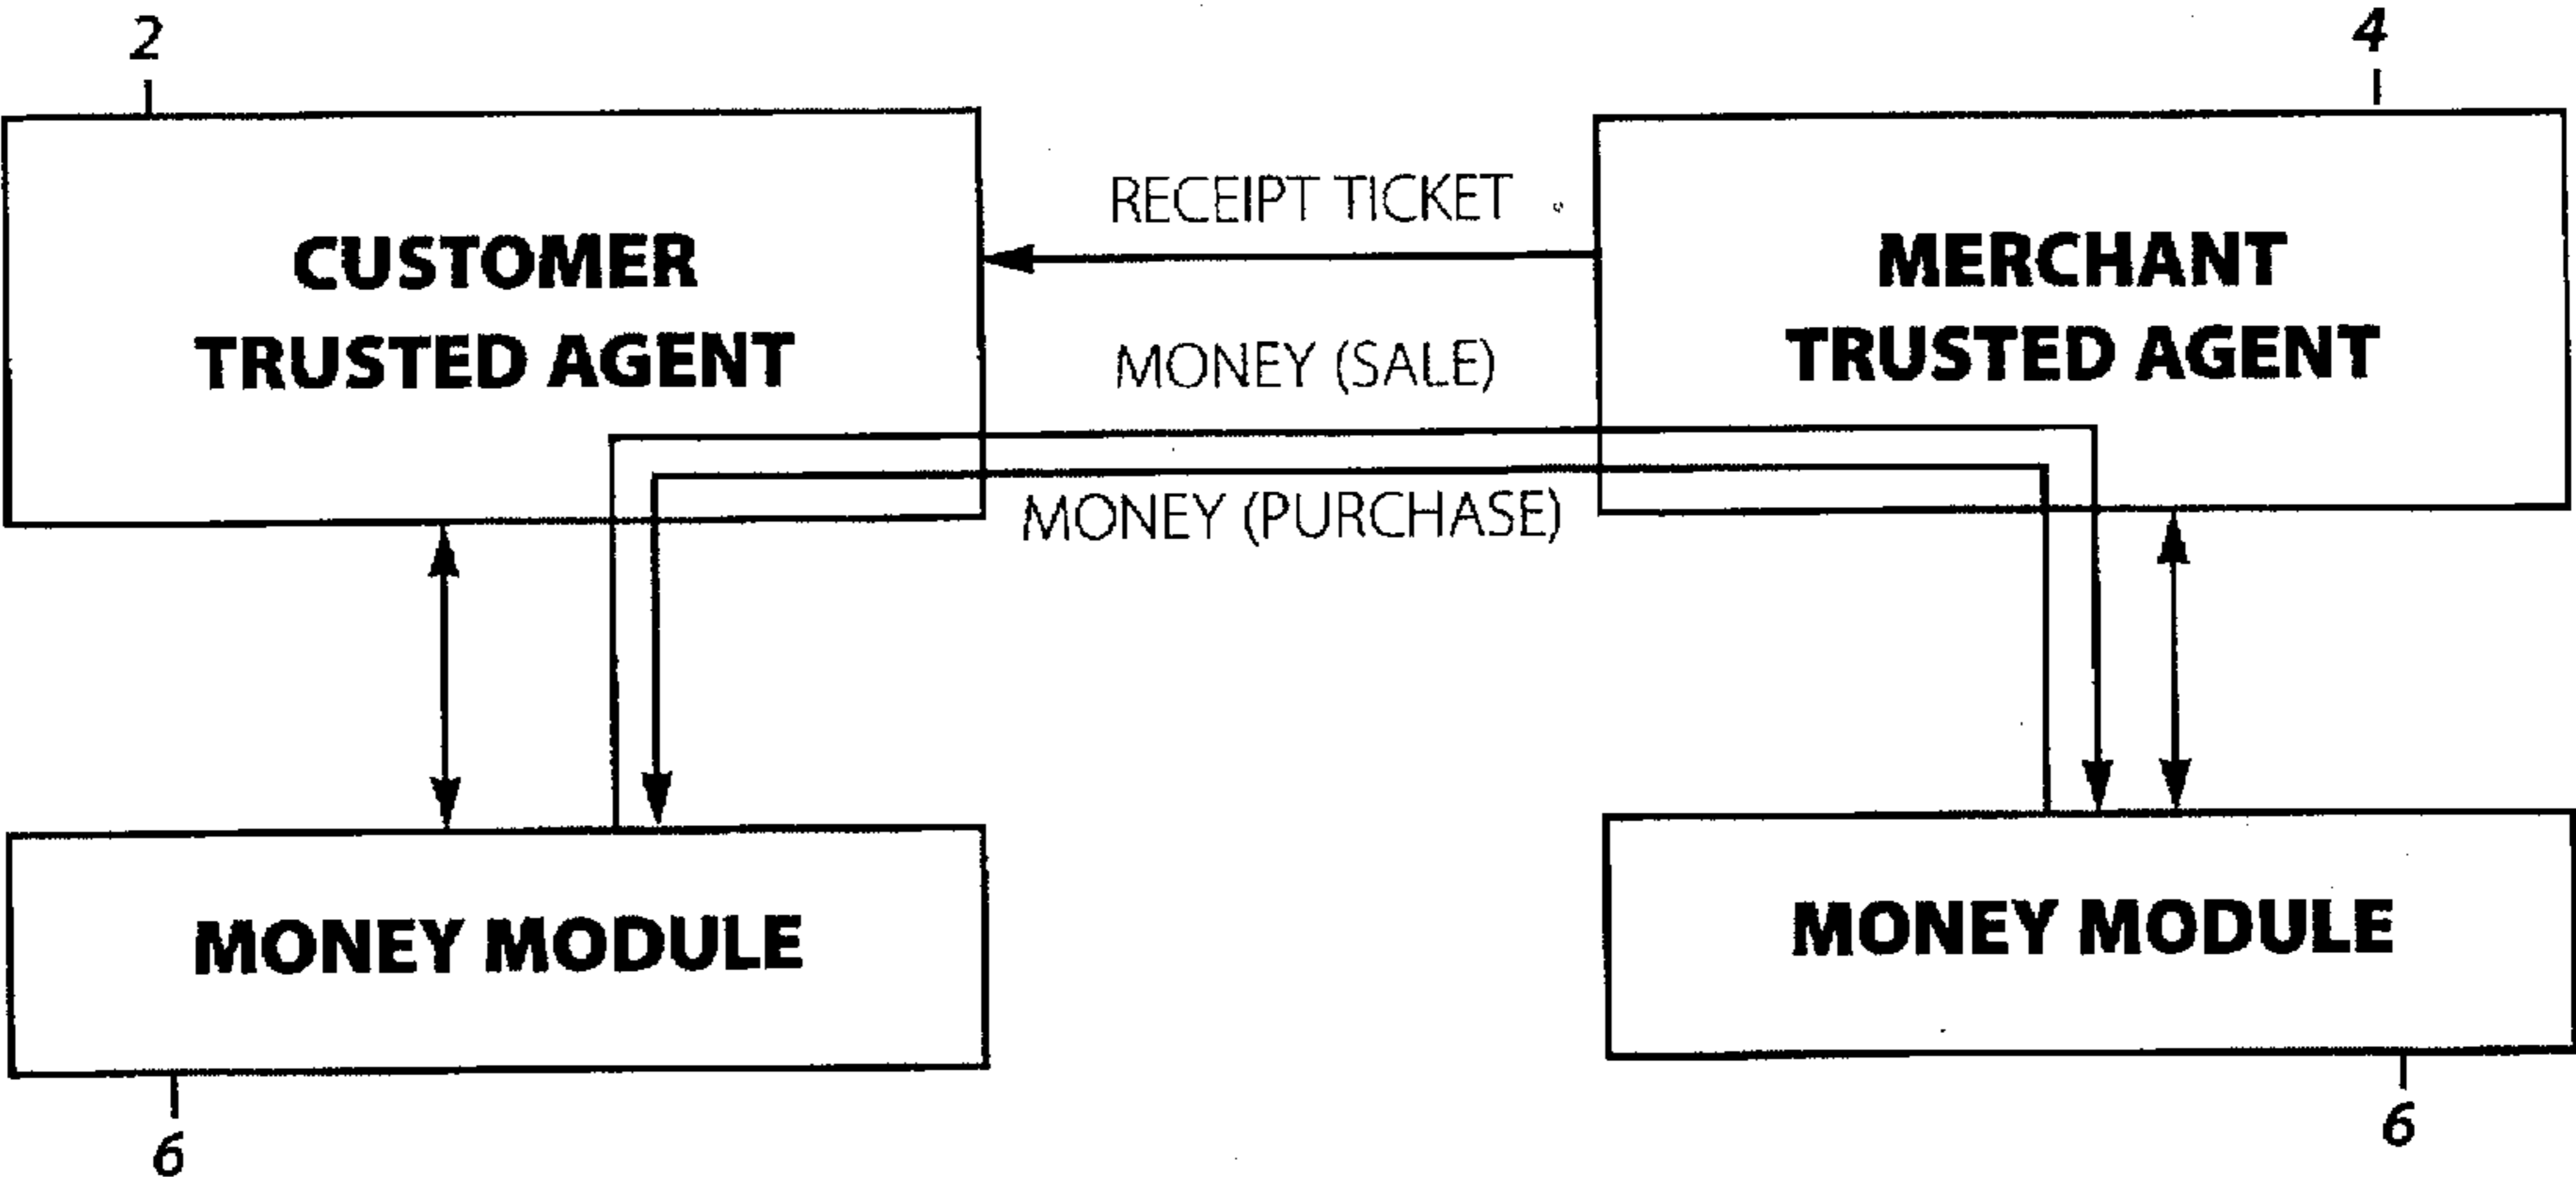 2
4
CUSTOMER
TRUSTED AGENT
RECEIPT TICKET
MERCHANT
TRUSTED AGENT
MONEY (SALE)
MONEY (PURCHASE)
MONEY MODULE
MONEY MODULE
6
6